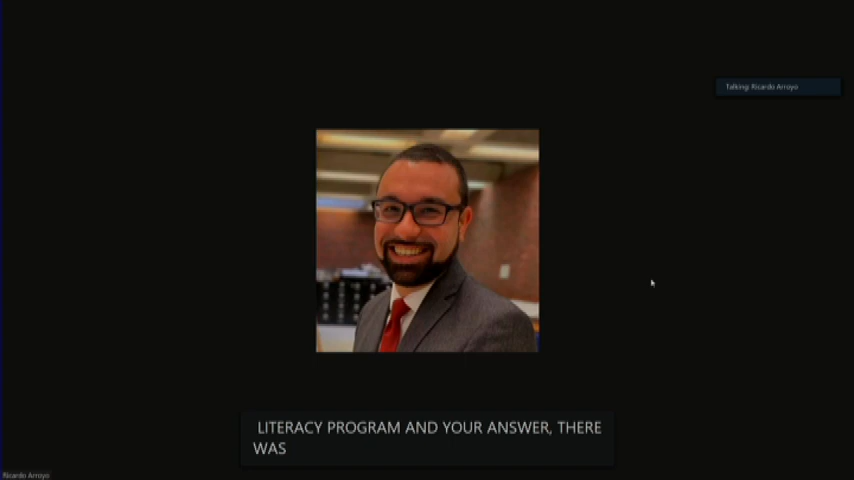 Talking: Ricardo Arroyo
LITERACY PROGRAM AND YOUR ANSWER, THERE
WAS
Ricardo Arroyo